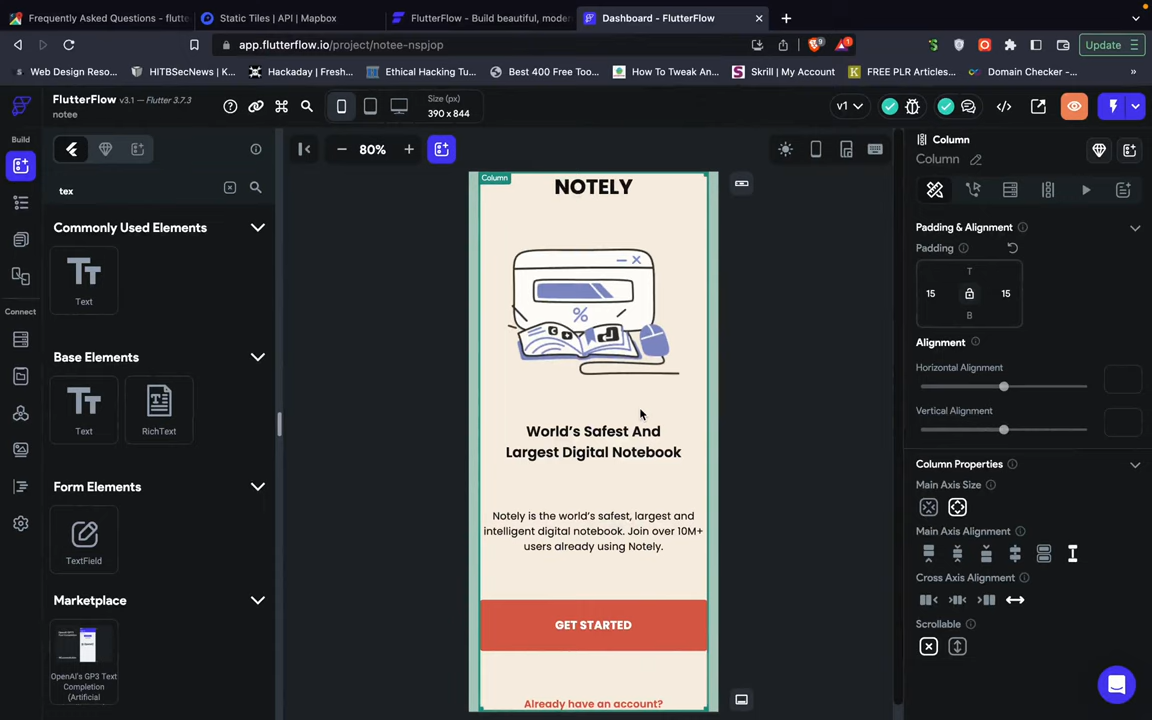 Frequently Asked Questions - flutte
Static Tiles | API | Mapbox
FlutterFlow - Build beautiful, moder
Dashboard - FlutterFlow
app.flutterflow.io/project/notee-nspjop
Update
Web Design Reso...
HITBSecNews | K...
Hackaday | Fresh...
Ethical Hacking Tu...
Best 400 Free Too...
How To Tweak An...
Skrill | My Account
FREE PLR Articles...
Domain Checker -...
FlutterFlow v3.1 - Flutter 3.7.3
notee
Size (px)
390 x 844
v1
Build
80%
Column
Column
tex
Commonly Used Elements
Text
Base Elements
Text
RichText
Connect
Form Elements
TextField
Marketplace
OpenAI's GP3 Text
Completion
(Artificial
Column
NOTELY
%
World's Safest And
Largest Digital Notebook
Notely is the world's safest, largest and
intelligent digital notebook. Join over 10M+
users already using Notely.
GET STARTED
Already have an account?
Padding & Alignment
Padding
T
15
15
B
Alignment
Horizontal Alignment
Vertical Alignment
Column Properties
Main Axis Size
Main Axis Alignment
Cross Axis Alignment
Scrollable